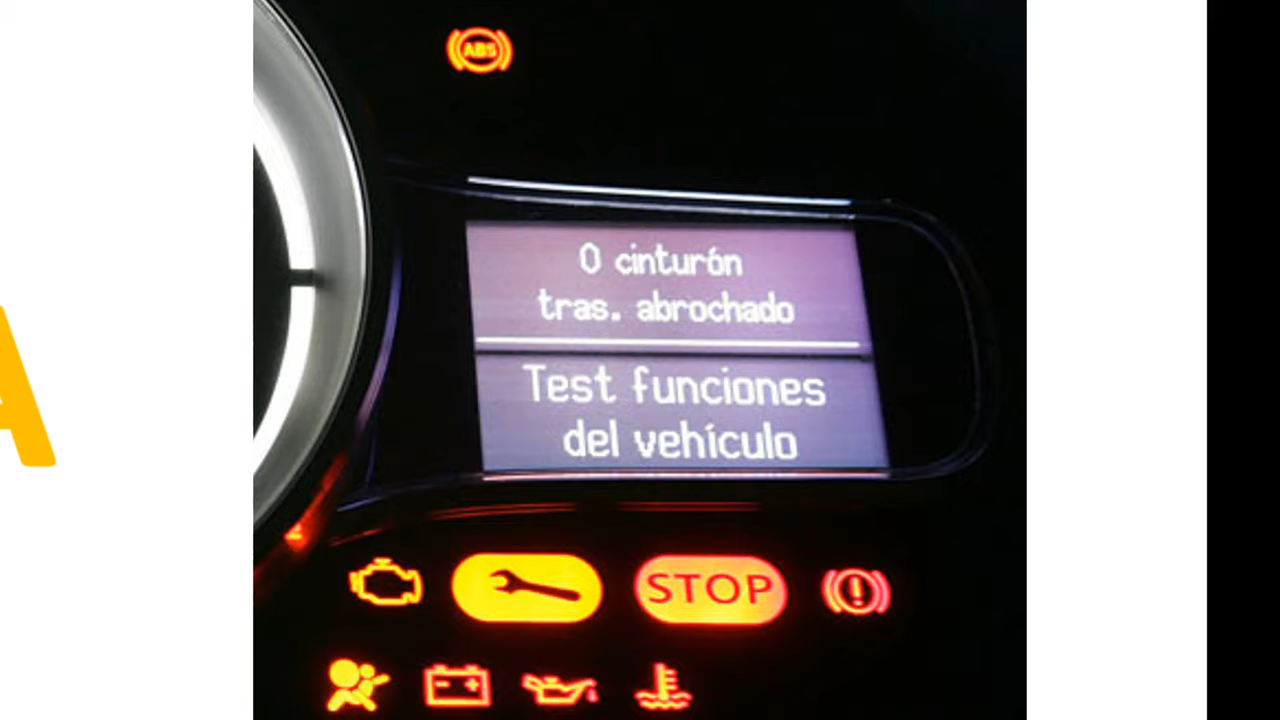 A
ABS
0 cinturón
tras. abrochado
Test funciones
del vehículo
STOP